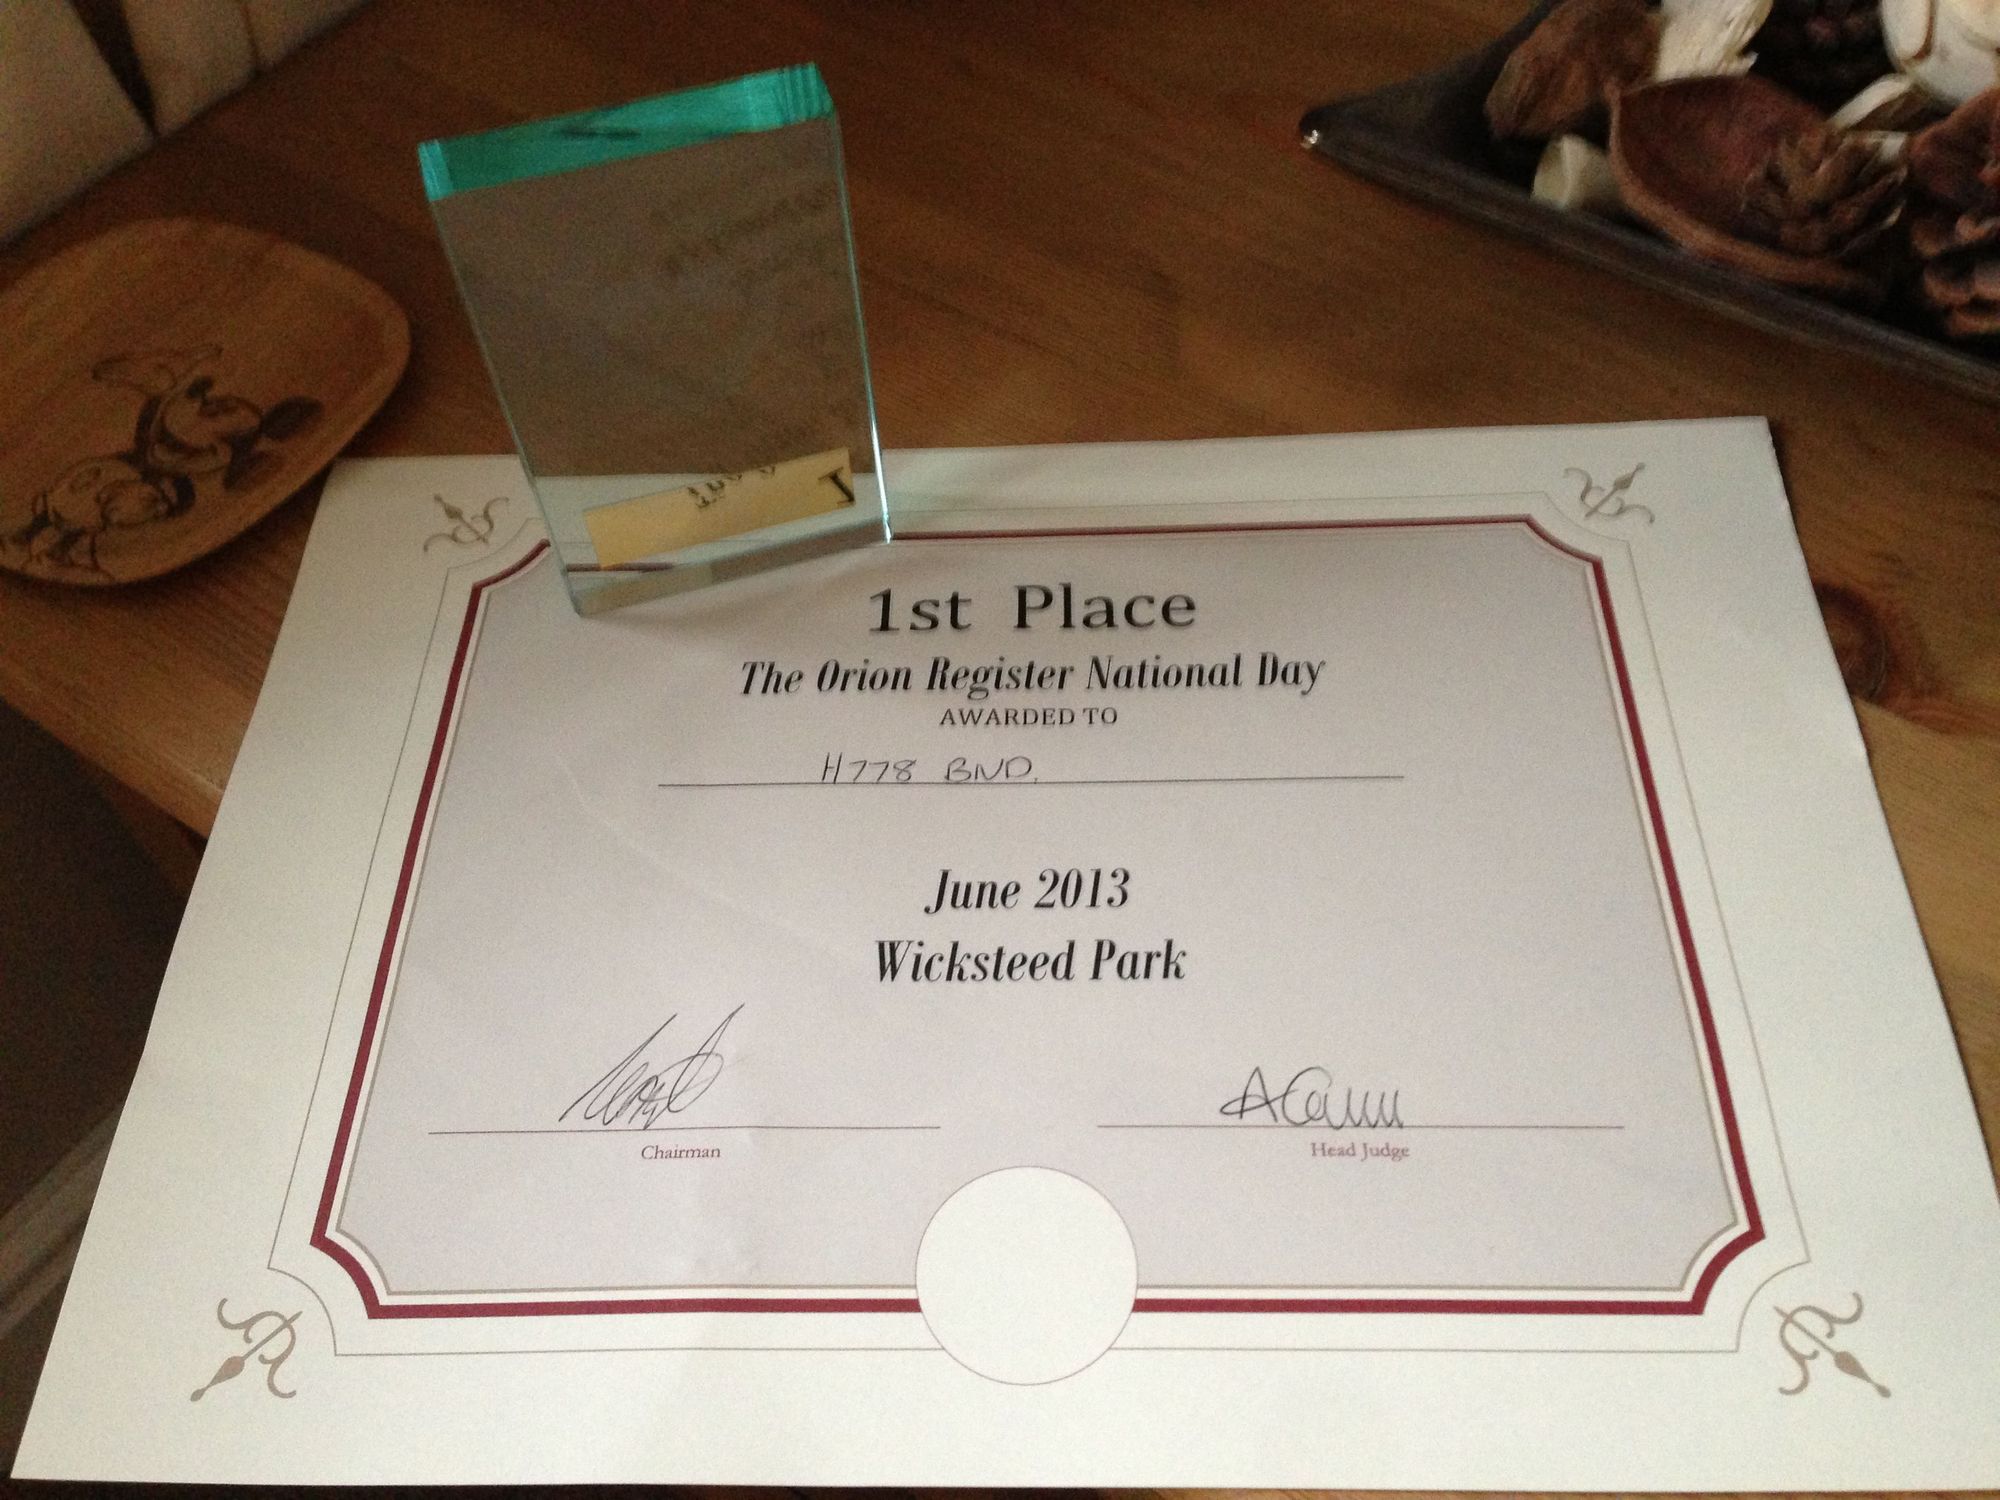 1st Place
The Orion Register National Day
AWARDED TO
H778 BND.
June 2013
Wicksteed Park
Chairman
Head Judge